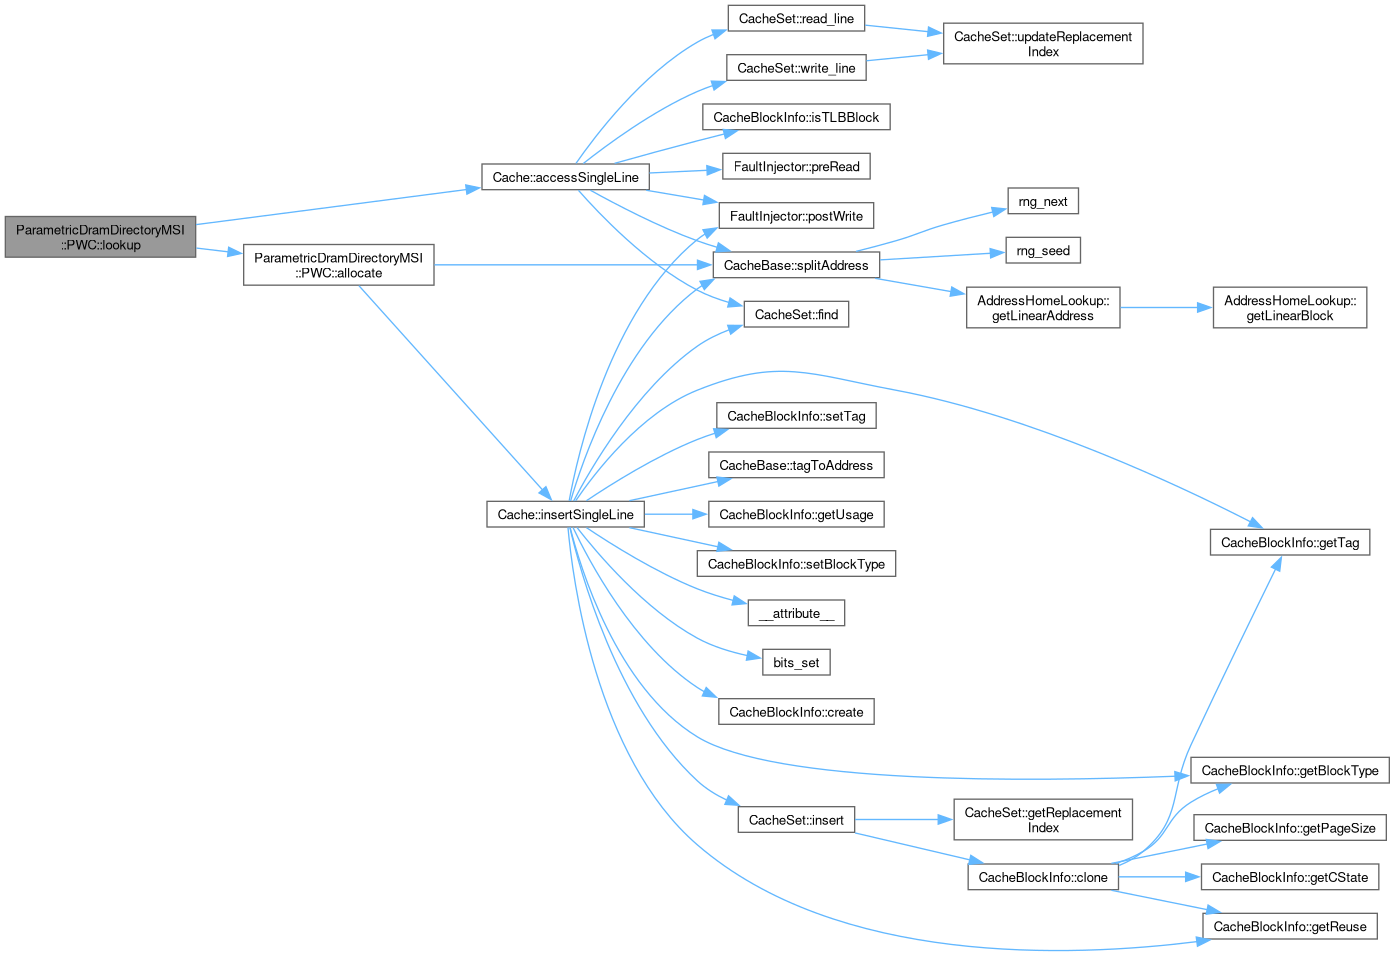 CacheSet::read_line
CacheSet::updateReplacement
Index
CacheSet::write_line
CacheBlockInfo::isTLBBlock
FaultInjector::preRead
Cache::accessSingleLine
rng_next
FaultInjector::postWrite
ParametricDramDirectoryMSI
::PWC::lookup
rng_seed
ParametricDramDirectoryMSI
::PWC::allocate
CacheBase::splitAddress
AddressHomeLookup::
getLinearAddress
AddressHomeLookup::
getLinearBlock
CacheSet::find
CacheBlockInfo::setTag
CacheBase::tagToAddress
Cache::insertSingleLine
CacheBlockInfo::getUsage
CacheBlockInfo::getTag
CacheBlockInfo::setBlockType
__attribute__
bits_set
CacheBlockInfo::create
CacheBlockInfo::getBlockType
CacheSet::insert
CacheSet::getReplacement
Index
CacheBlockInfo::getPageSize
CacheBlockInfo::clone
CacheBlockInfo::getCState
CacheBlockInfo::getReuse